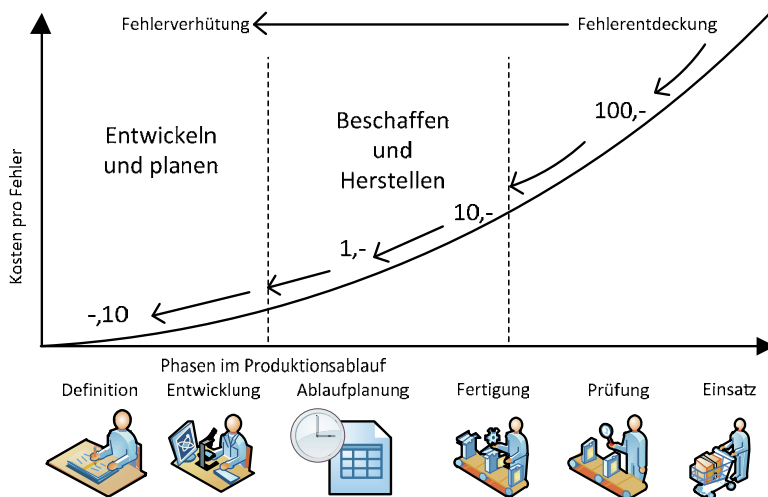 Fehlerverhütung
Fehlerentdeckung
Kosten pro Fehler
Entwickeln
und planen
Beschaffen
und
Herstellen
-,10
1,-
10,-
100,-
Phasen im Produktionsablauf
Definition
Entwicklung
Ablaufplanung
Fertigung
Prüfung
Einsatz